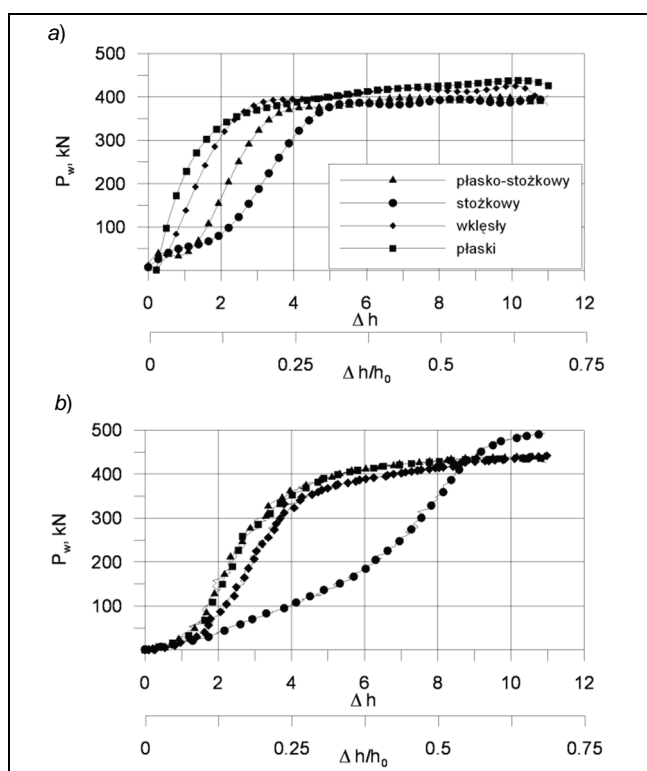 a)
500
400
300
200
100
P_w, kN
płasko-stożkowy
stożkowy
wklęsły
płaski
0 2 4 6 8 10 12
Δ h
0 0.25 0.5 0.75
Δ h/h₀
b)
500
400
300
200
100
P_w, kN
0 2 4 6 8 10 12
Δ h
0 0.25 0.5 0.75
Δ h/h₀